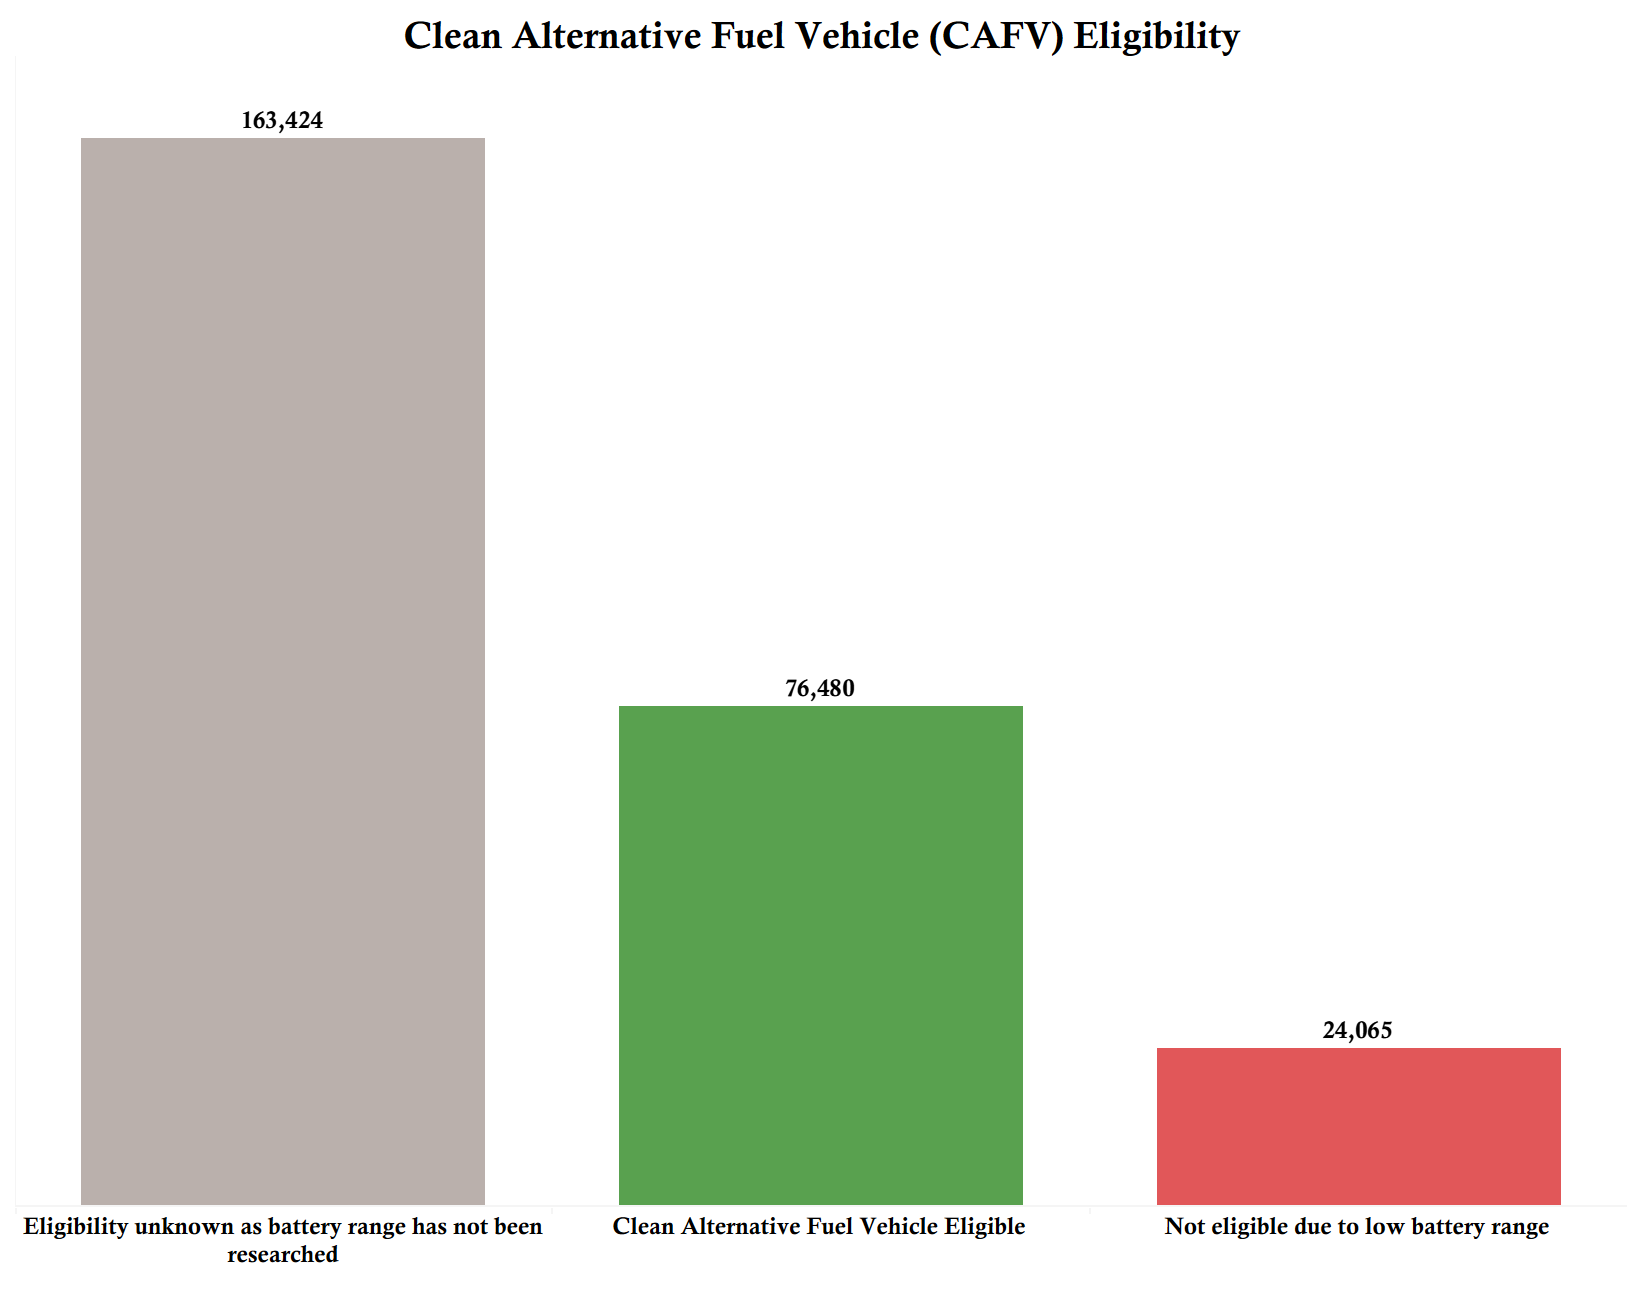 Clean Alternative Fuel Vehicle (CAFV) Eligibility
163,424
76,480
24,065
Eligibility unknown as battery range has not been
researched
Clean Alternative Fuel Vehicle Eligible
Not eligible due to low battery range